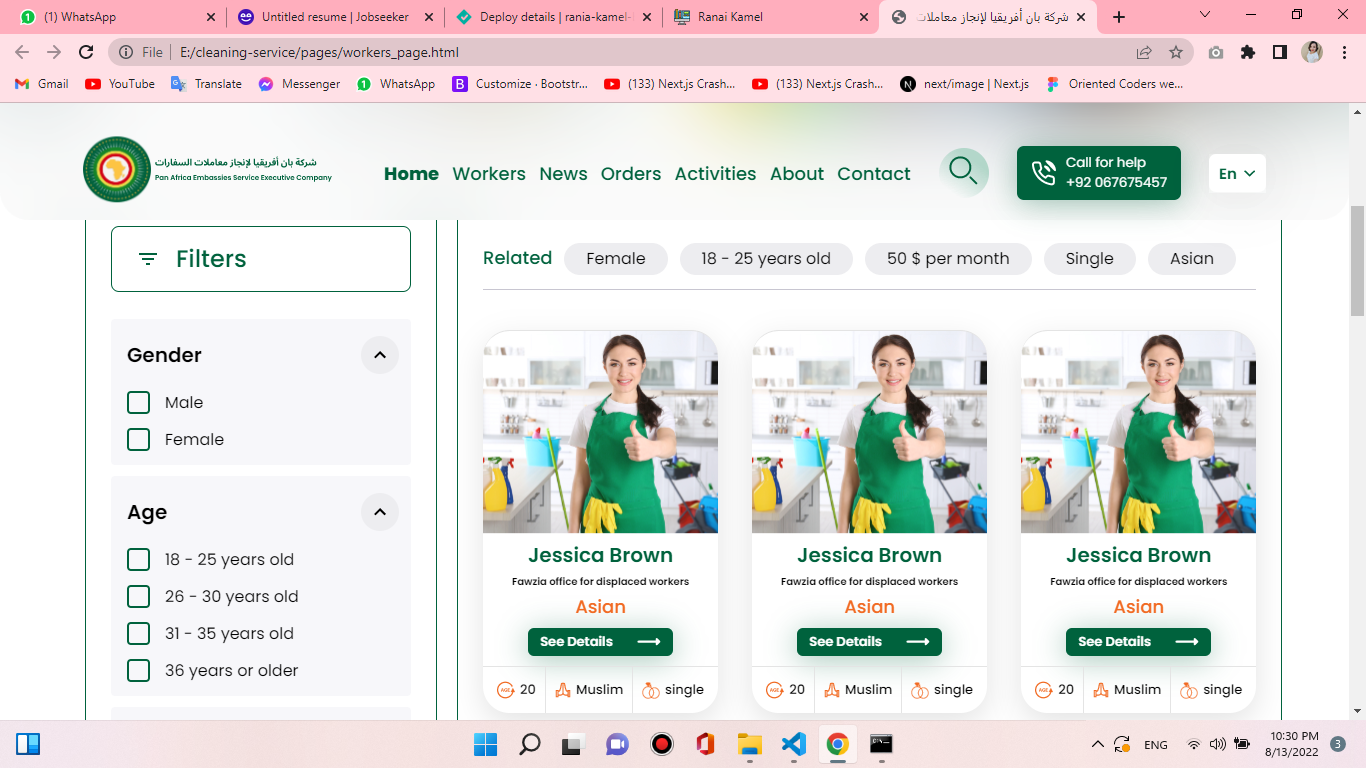 (1) WhatsApp
Untitled resume | Jobseeker
Deploy details | rania-kamel-
Ranai Kamel
شركة بان أفريقيا لإنجاز معاملات
File | E:/cleaning-service/pages/workers_page.html
Gmail
YouTube
Translate
Messenger
WhatsApp
Customize · Bootstr...
(133) Next.js Crash...
(133) Next.js Crash...
next/image | Next.js
Oriented Coders we...
شركة بان أفريقيا لإنجاز معاملات السفارات
Pan Africa Embassies Service Executive Company
Home Workers News Orders Activities About Contact
Call for help
+92 067675457
En
Filters
Gender
Male
Female
Age
18 - 25 years old
26 - 30 years old
31 - 35 years old
36 years or older
Related Female 18 - 25 years old 50 $ per month Single Asian
Jessica Brown
Fawzia office for displaced workers
Asian
See Details
AGE 20 Muslim single
Jessica Brown
Fawzia office for displaced workers
Asian
See Details
AGE 20 Muslim single
Jessica Brown
Fawzia office for displaced workers
Asian
See Details
AGE 20 Muslim single
ENG
10:30 PM
8/13/2022
3